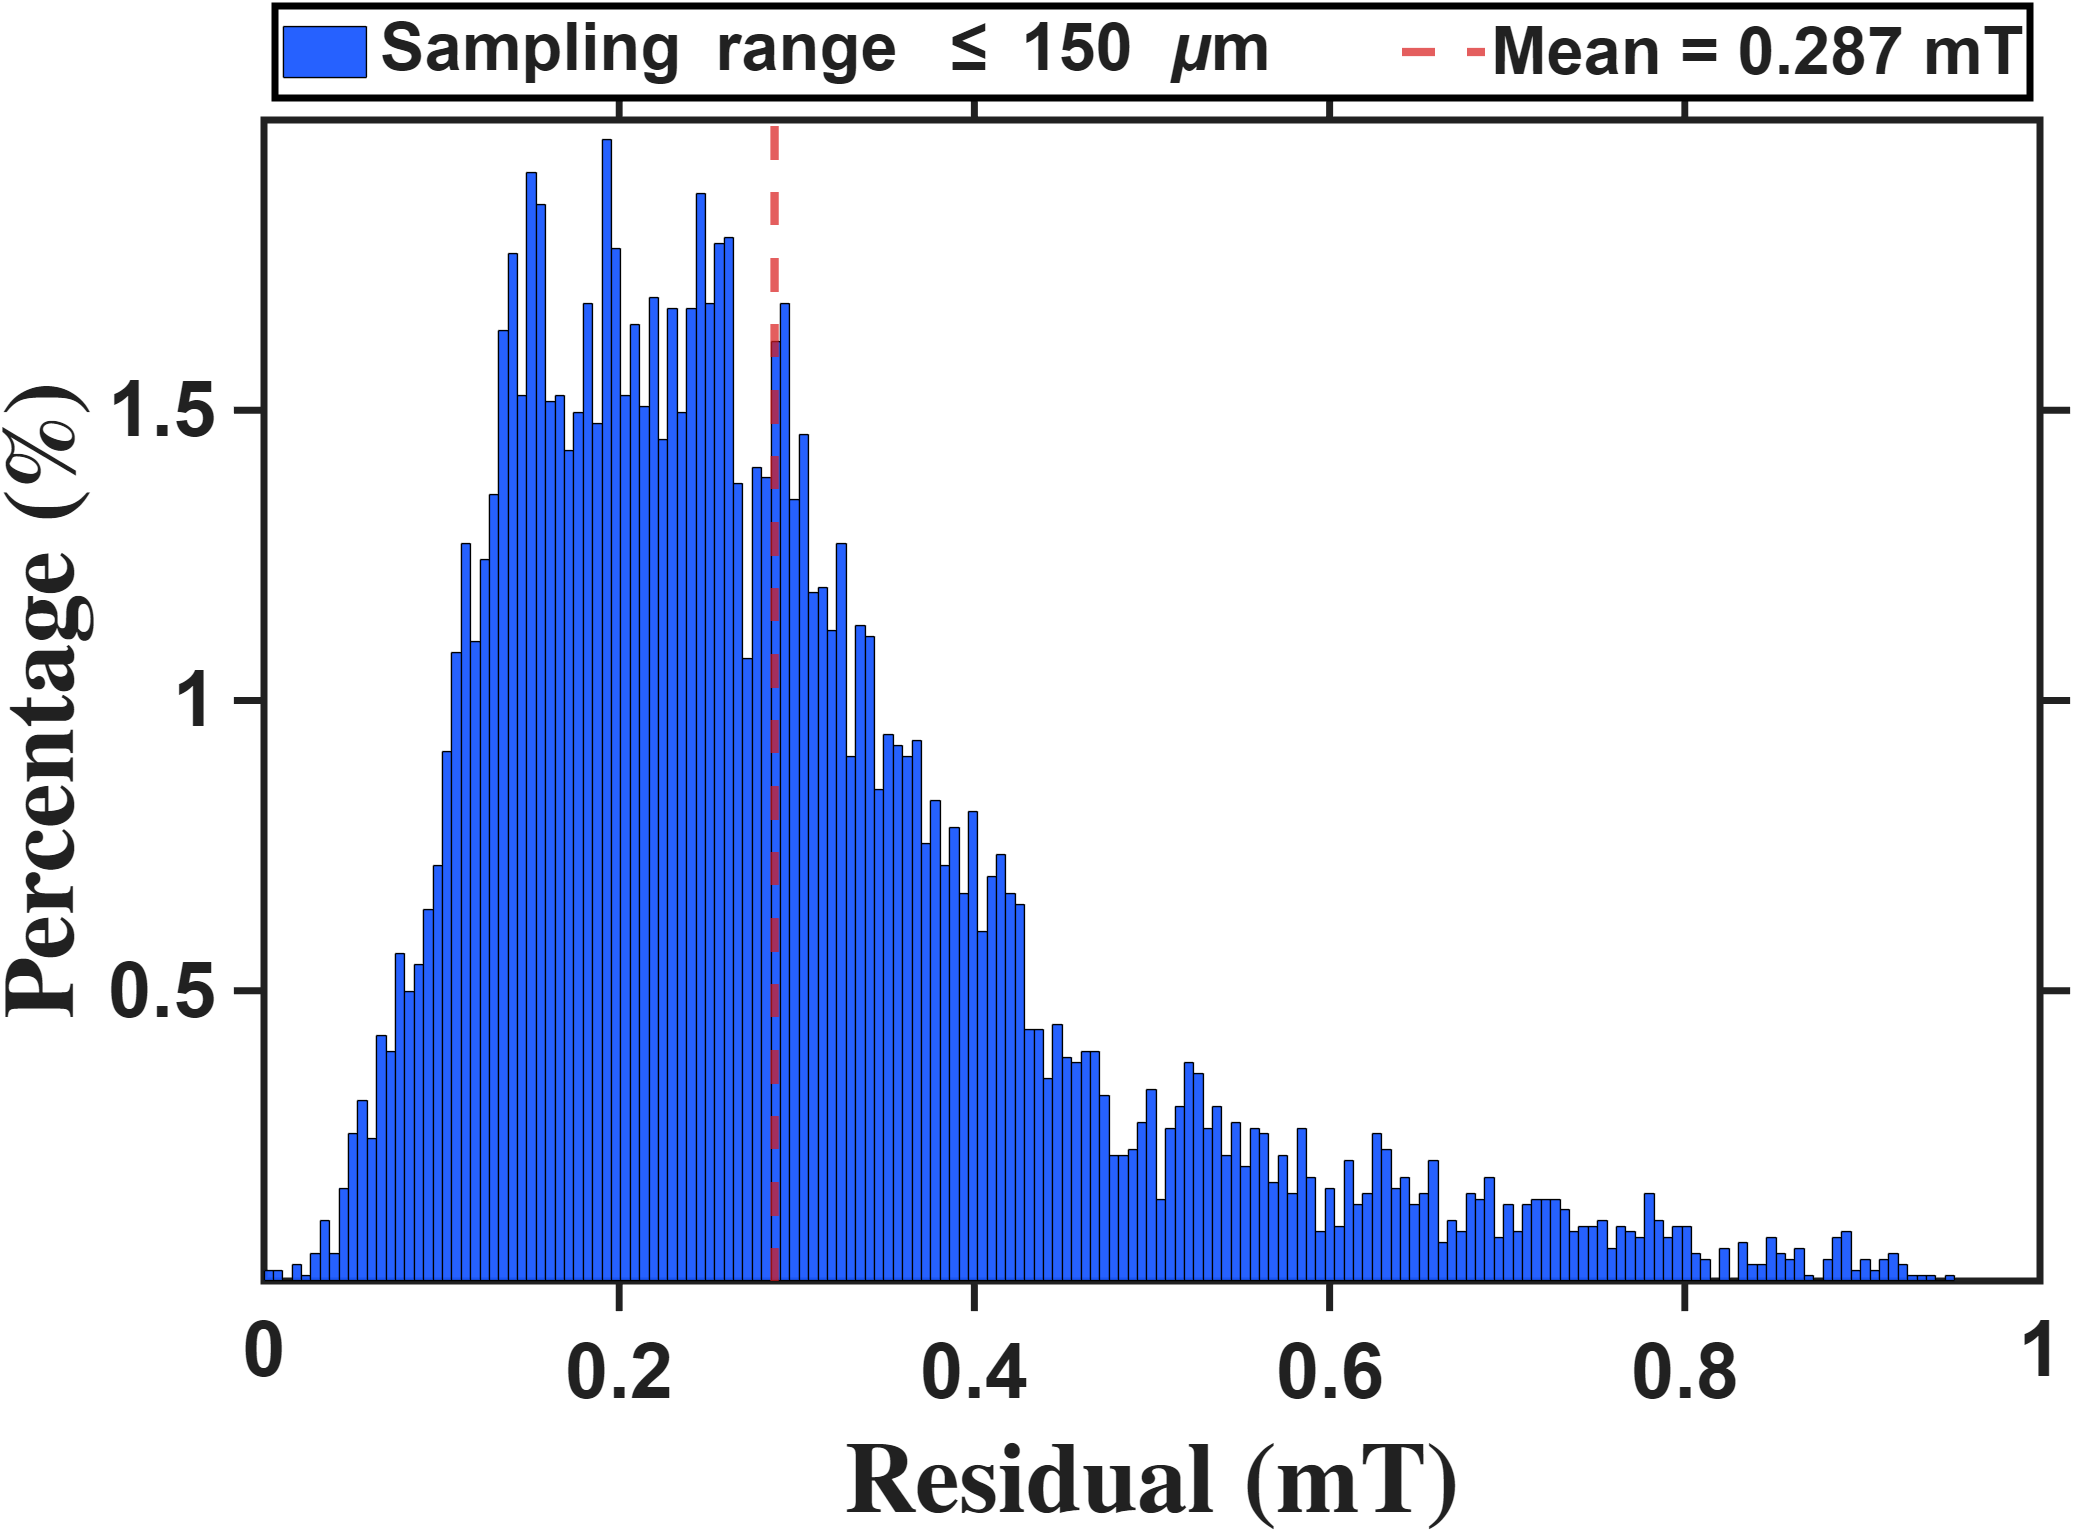 Sampling range ≤ 150 μm
Mean = 0.287 mT
Percentage (%)
1.5
1
0.5
0
0.2
0.4
0.6
0.8
1
Residual (mT)